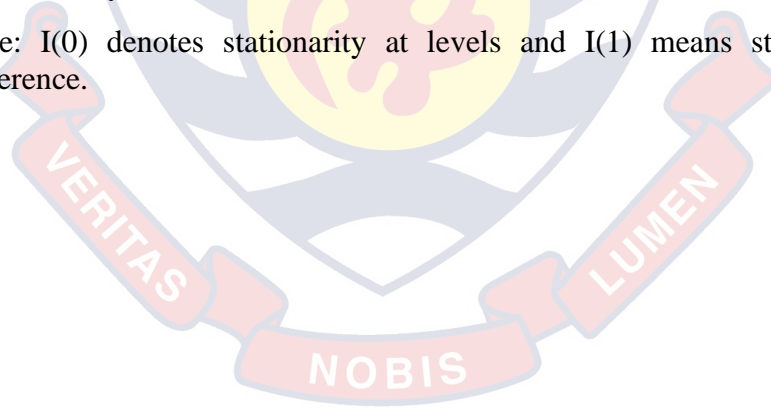 e: I(0) denotes stationarity at levels and I(1) means st
erence.
VERITAS
NOBIS
LUMEN